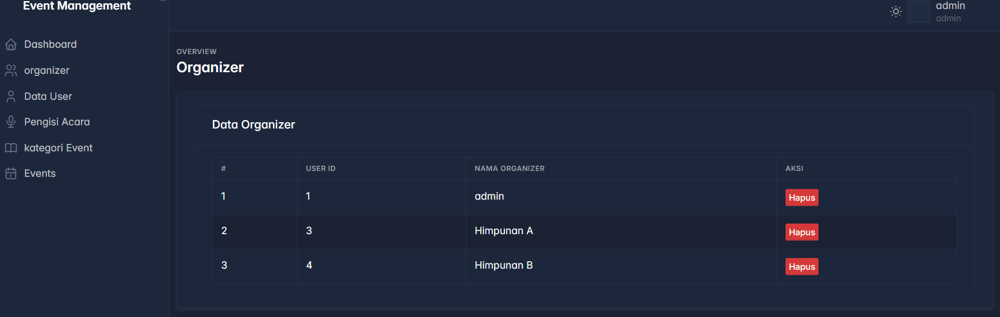 Event Management
admin
admin
Dashboard
organizer
Data User
Pengisi Acara
kategori Event
Events
OVERVIEW
Organizer
Data Organizer
# USER ID NAMA ORGANIZER AKSI
1 1 admin Hapus
2 3 Himpunan A Hapus
3 4 Himpunan B Hapus